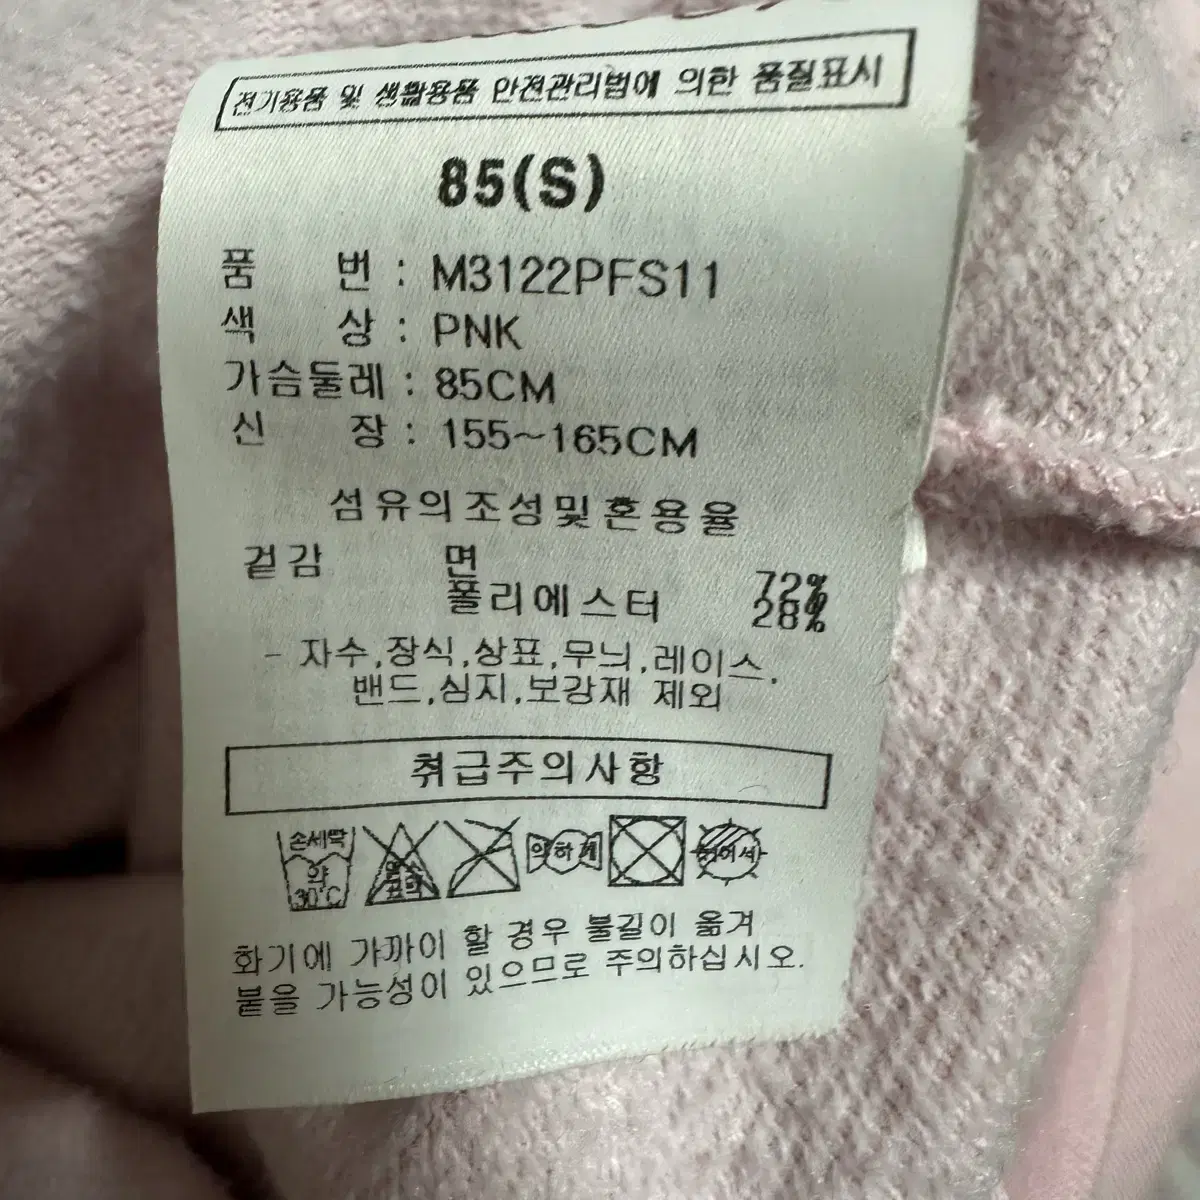 전기용품 및 생활용품 안전관리법에 의한 품질표시
85(S)
품 번 : M3122PFS11
색 상 : PNK
가슴둘레 : 85CM
신 장 : 155~165CM
섬유의조성및혼용율
겉감 면 72%
폴리에스터 28%
- 자수,장식,상표,무늬,레이스,
밴드,심지,보강재 제외
취급주의사항
손세탁 약 30℃ 염소 표백 약하게 뉘어서
화기에 가까이 할 경우 불길이 옮겨
붙을 가능성이 있으므로 주의하십시오.